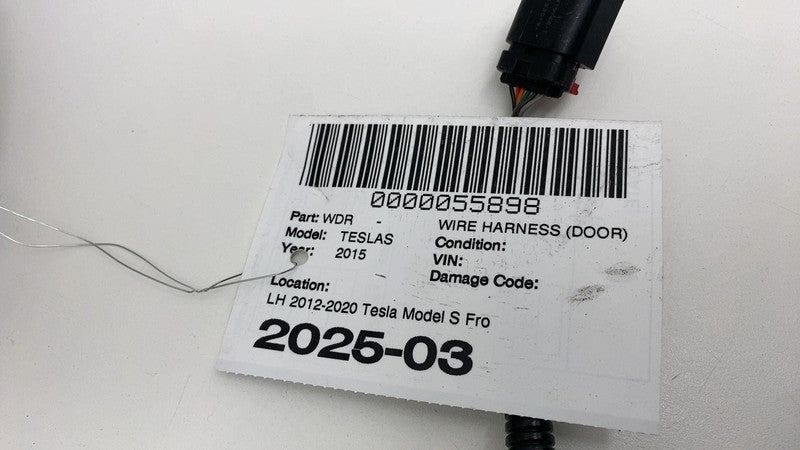 0000055898
Part: WDR - WIRE HARNESS (DOOR)
Model: TESLAS Condition:
Year: 2015 VIN:
Damage Code:
Location:
LH 2012-2020 Tesla Model S Fro
2025-03